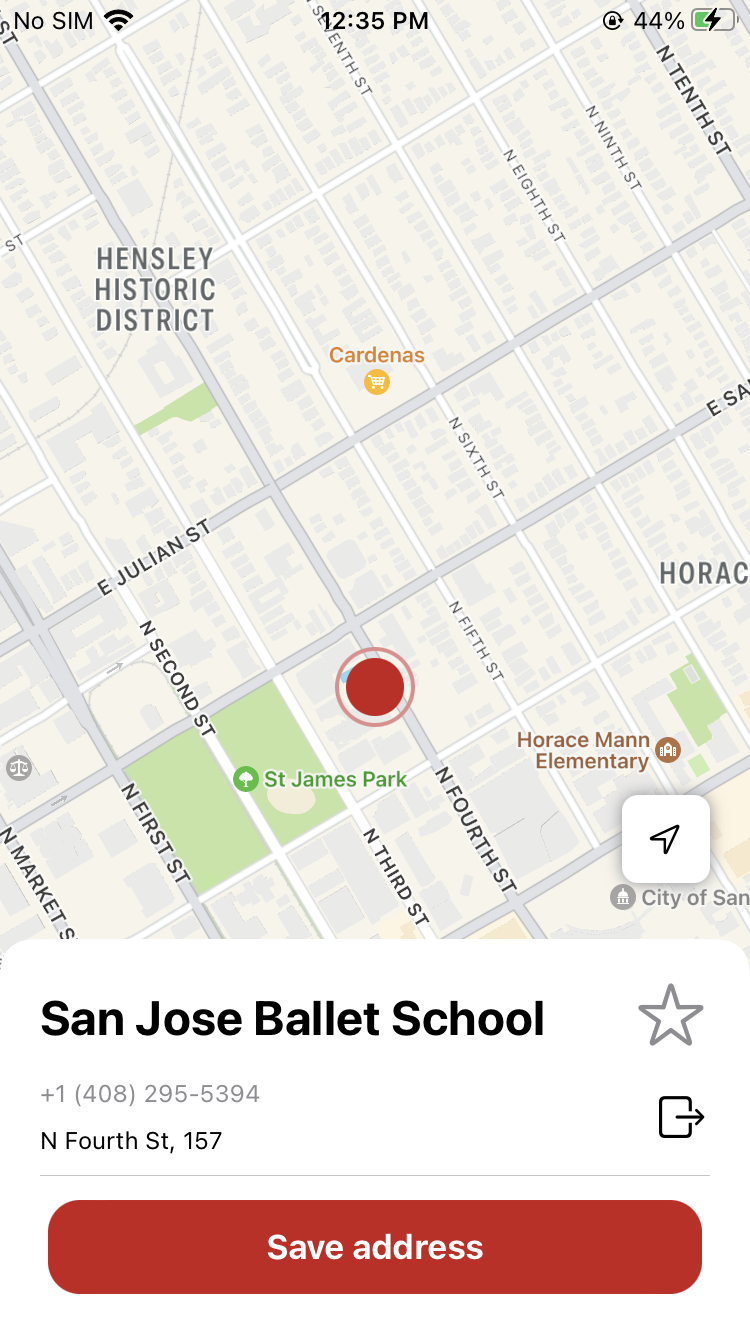 No SIM 12:35 PM 44%
ST
SEVENTH ST
N TENTH ST
N NINTH ST
N EIGHTH ST
ST
HENSLEY
HISTORIC
DISTRICT
Cardenas
E SA
N SIXTH ST
E JULIAN ST
HORAC
N FIFTH ST
N SECOND ST
Horace Mann
Elementary
St James Park
N FIRST ST
N FOURTH ST
N THIRD ST
N MARKET S
City of San
San Jose Ballet School
+1 (408) 295-5394
N Fourth St, 157
Save address